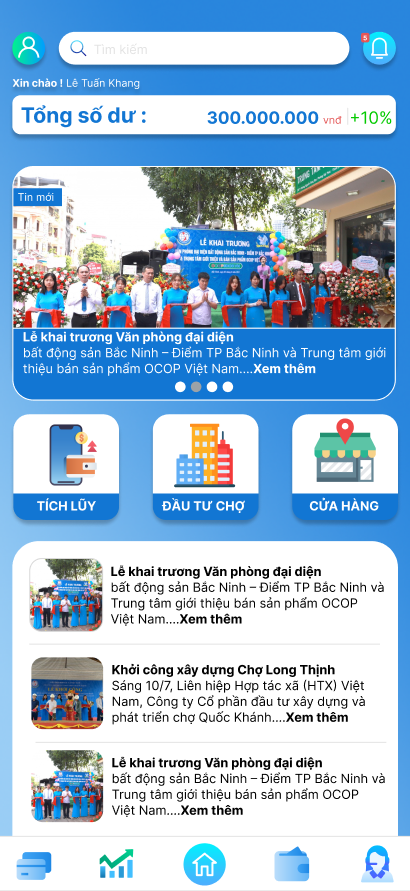 Tìm kiếm
5
Xin chào ! Lê Tuấn Khang
Tổng số dư :
300.000.000 vnđ
+10%
Tin mới
LỄ KHAI TRƯƠNG
Lễ khai trương Văn phòng đại diện
bất động sản Bắc Ninh – Điểm TP Bắc Ninh và Trung tâm giới
thiệu bán sản phẩm OCOP Việt Nam....Xem thêm
TÍCH LŨY
ĐẦU TƯ CHỢ
CỬA HÀNG
Lễ khai trương Văn phòng đại diện
bất động sản Bắc Ninh – Điểm TP Bắc Ninh và
Trung tâm giới thiệu bán sản phẩm OCOP
Việt Nam....Xem thêm
Khởi công xây dựng Chợ Long Thịnh
Sáng 10/7, Liên hiệp Hợp tác xã (HTX) Việt
Nam, Công ty Cổ phần đầu tư xây dựng và
phát triển chợ Quốc Khánh....Xem thêm
Lễ khai trương Văn phòng đại diện
bất động sản Bắc Ninh – Điểm TP Bắc Ninh và
Trung tâm giới thiệu bán sản phẩm OCOP
Việt Nam....Xem thêm